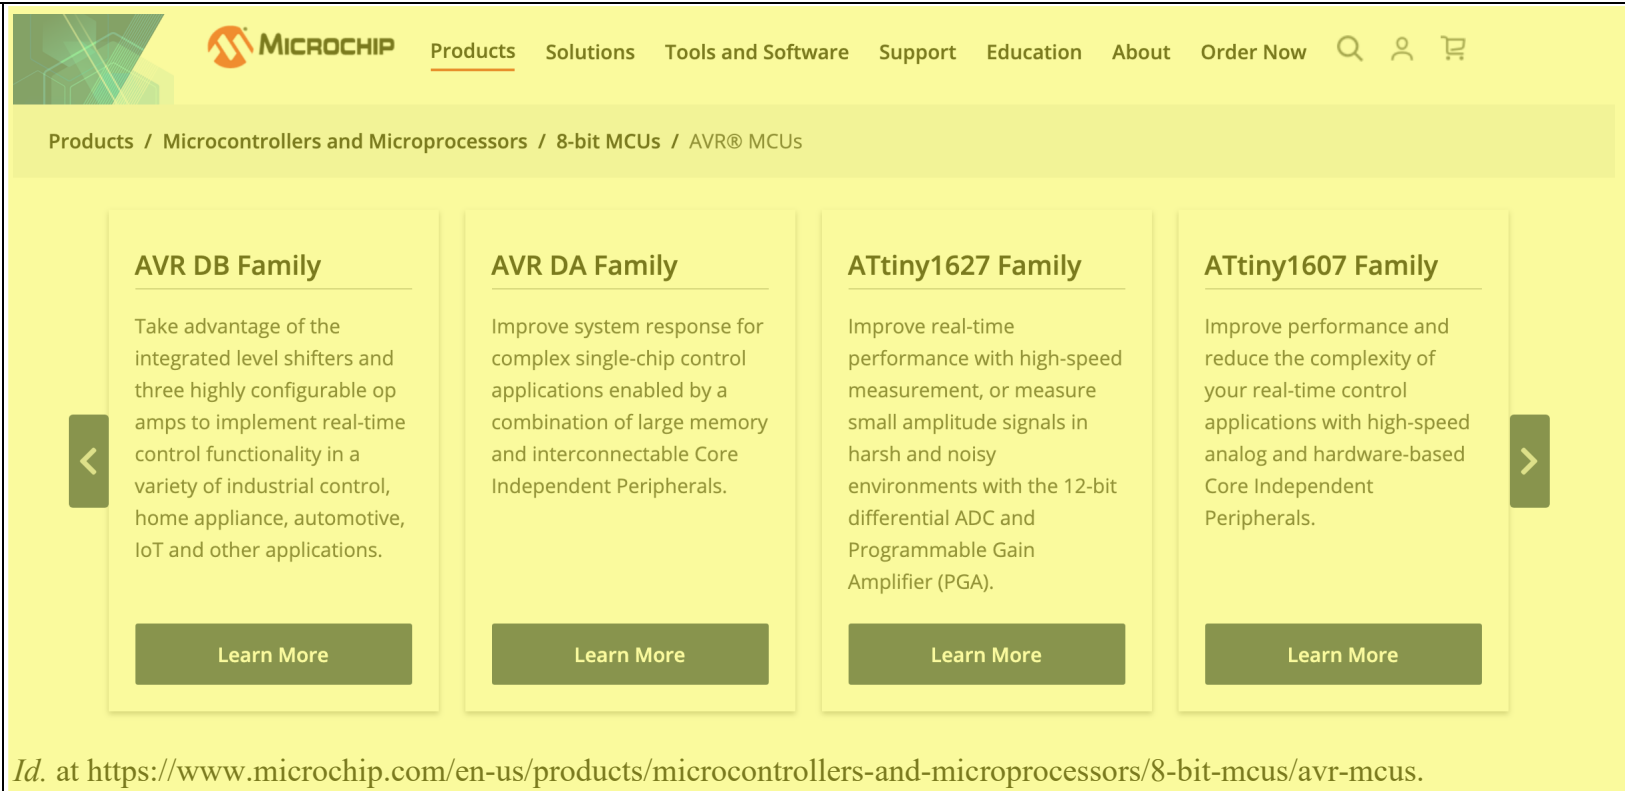 MICROCHIP Products Solutions Tools and Software Support Education About Order Now
Products / Microcontrollers and Microprocessors / 8-bit MCUs / AVR® MCUs
AVR DB Family
Take advantage of the
integrated level shifters and
three highly configurable op
amps to implement real-time
control functionality in a
variety of industrial control,
home appliance, automotive,
IoT and other applications.
Learn More
AVR DA Family
Improve system response for
complex single-chip control
applications enabled by a
combination of large memory
and interconnectable Core
Independent Peripherals.
Learn More
ATtiny1627 Family
Improve real-time
performance with high-speed
measurement, or measure
small amplitude signals in
harsh and noisy
environments with the 12-bit
differential ADC and
Programmable Gain
Amplifier (PGA).
Learn More
ATtiny1607 Family
Improve performance and
reduce the complexity of
your real-time control
applications with high-speed
analog and hardware-based
Core Independent
Peripherals.
Learn More
Id. at https://www.microchip.com/en-us/products/microcontrollers-and-microprocessors/8-bit-mcus/avr-mcus.